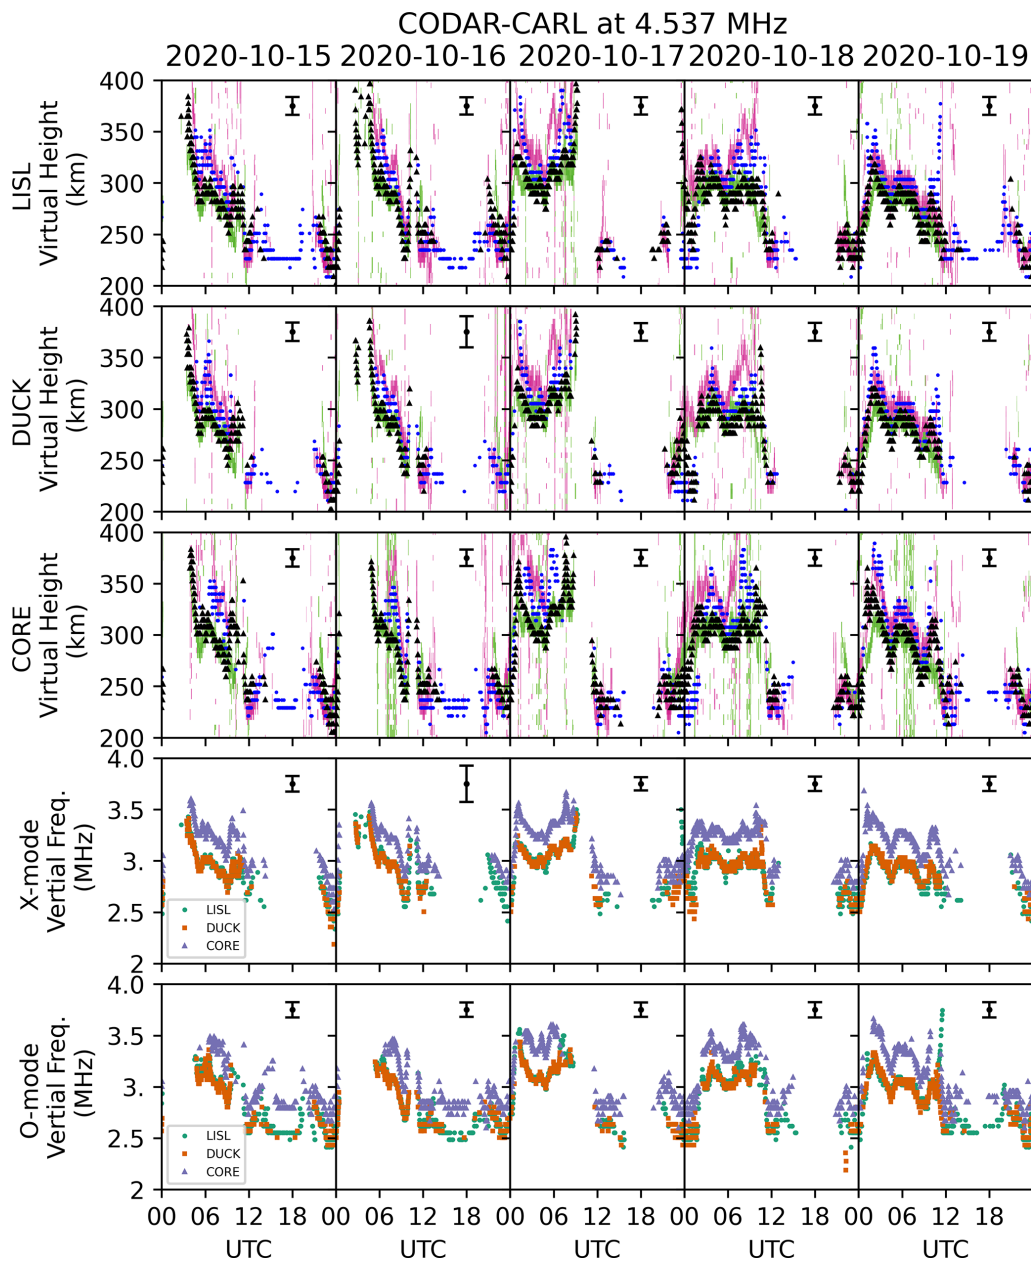 CODAR-CARL at 4.537 MHz
2020-10-15 2020-10-16 2020-10-17 2020-10-18 2020-10-19
LISL
Virtual Height
(km)
400
350
300
250
200
DUCK
Virtual Height
(km)
400
350
300
250
200
CORE
Virtual Height
(km)
400
350
300
250
200
X-mode
Vertial Freq.
(MHz)
4.0
3.5
3.0
2.5
2
LISL
DUCK
CORE
O-mode
Vertial Freq.
(MHz)
4.0
3.5
3.0
2.5
2
LISL
DUCK
CORE
00 06 12 18 00 06 12 18 00 06 12 18 00 06 12 18 00 06 12 18
UTC UTC UTC UTC UTC